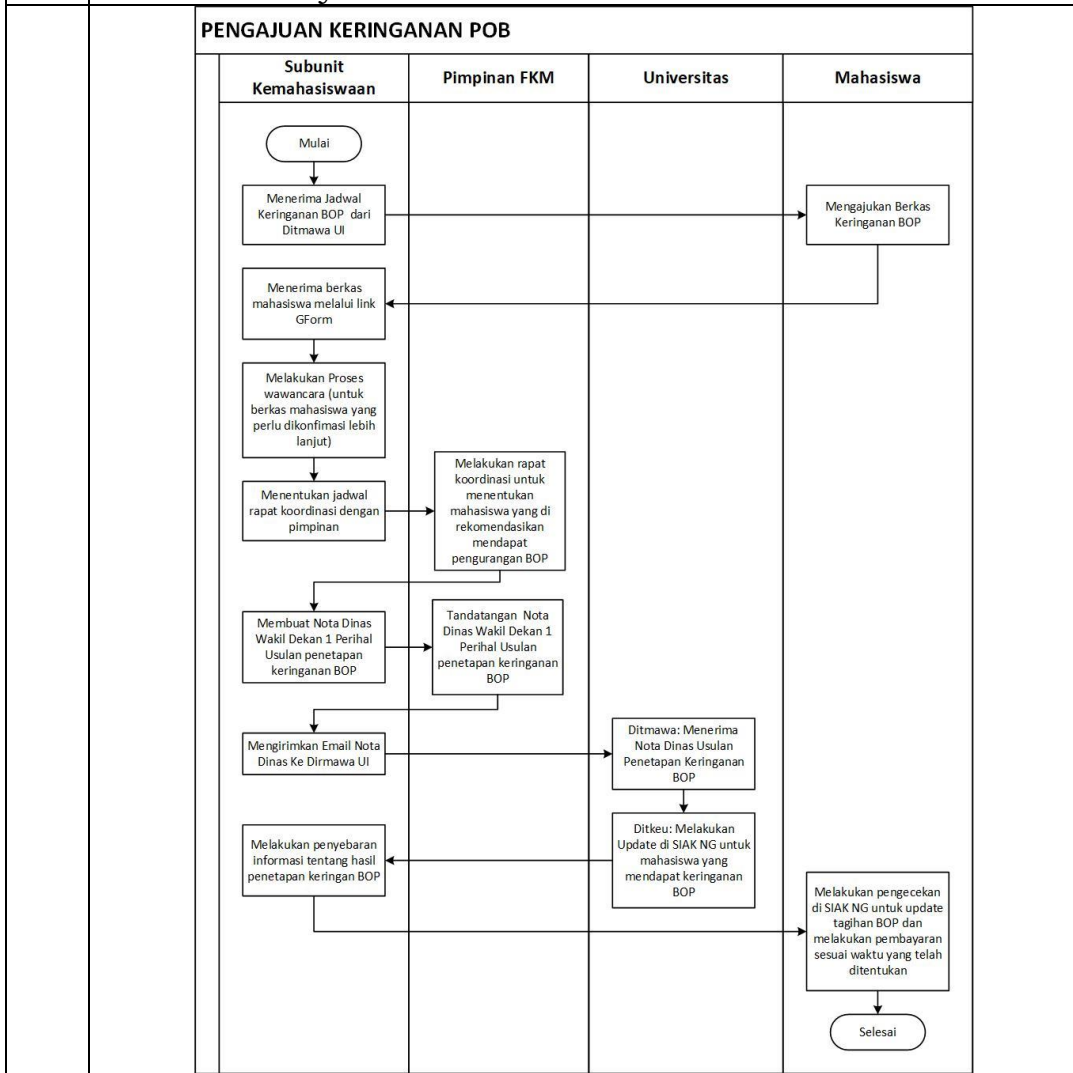 PENGAJUAN KERINGANAN POB
Subunit
Kemahasiswaan
Pimpinan FKM
Universitas
Mahasiswa
Mulai
Menerima Jadwal
Keringanan BOP dari
Ditmawa UI
Mengajukan Berkas
Keringanan BOP
Menerima berkas
mahasiswa melalui link
GForm
Melakukan Proses
wawancara (untuk
berkas mahasiswa yang
perlu dikonfimasi lebih
lanjut)
Menentukan jadwal
rapat koordinasi dengan
pimpinan
Melakukan rapat
koordinasi untuk
menentukan
mahasiswa yang di
rekomendasikan
mendapat
pengurangan BOP
Membuat Nota Dinas
Wakil Dekan 1 Perihal
Usulan penetapan
keringanan BOP
Tandatangan Nota
Dinas Wakil Dekan 1
Perihal Usulan
penetapan keringanan
BOP
Mengirimkan Email Nota
Dinas Ke Dirmawa UI
Ditmawa: Menerima
Nota Dinas Usulan
Penetapan Keringanan
BOP
Ditkeu: Melakukan
Update di SIAK NG untuk
mahasiswa yang
mendapat keringanan
BOP
Melakukan penyebaran
informasi tentang hasil
penetapan keringan BOP
Melakukan pengecekan
di SIAK NG untuk update
tagihan BOP dan
melakukan pembayaran
sesuai waktu yang telah
ditentukan
Selesai